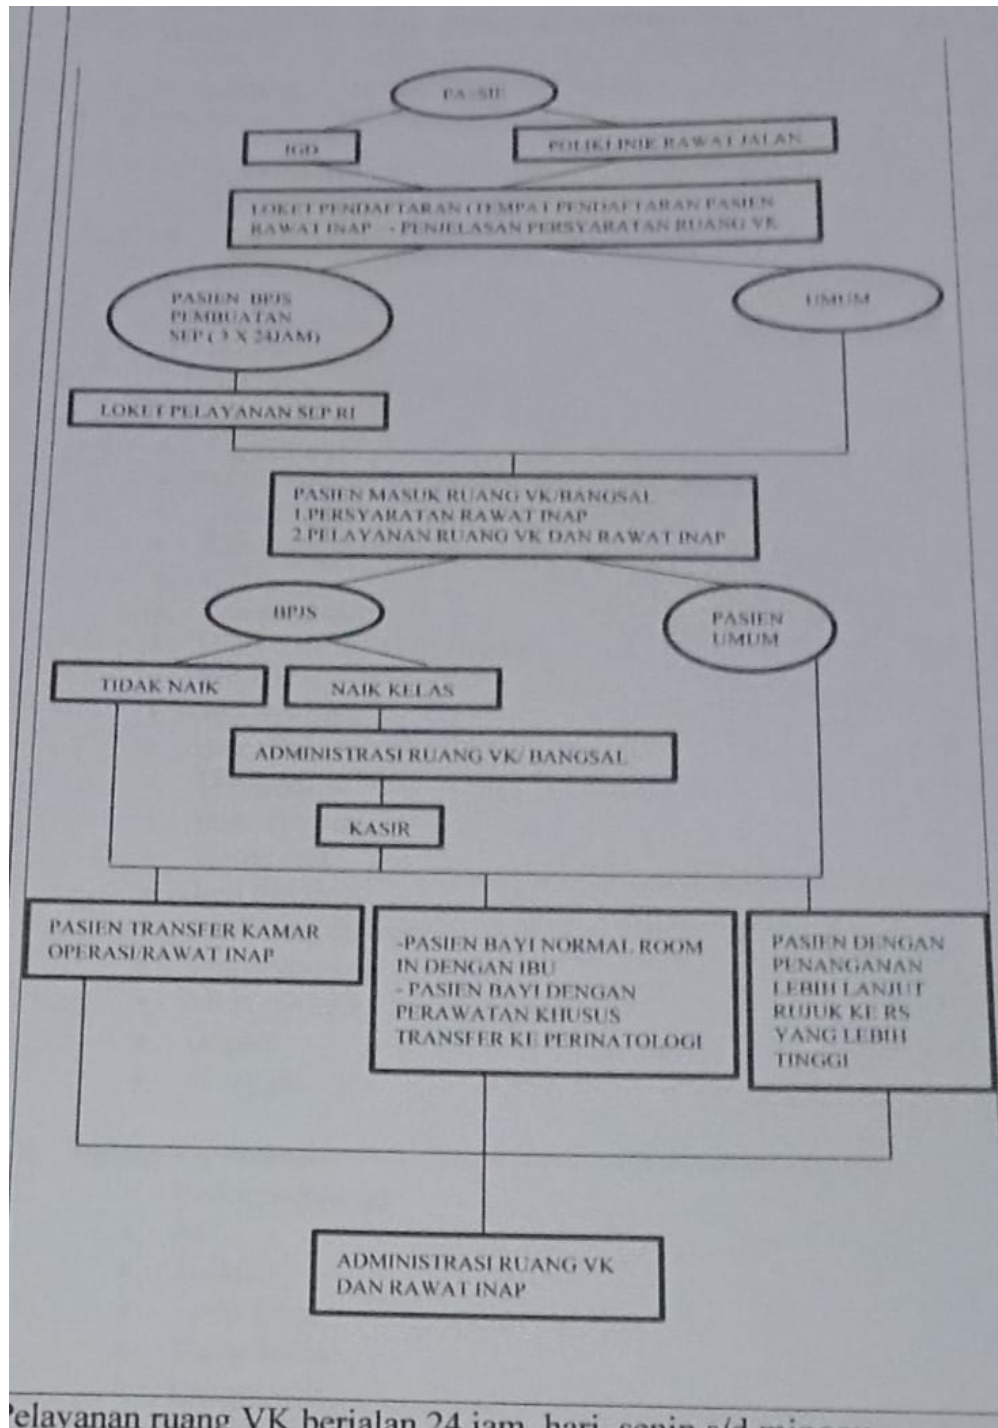 PASIE
IGD
POLIKLINIK RAWAT JALAN
LOKET PENDAFTARAN (TEMPAT PENDAFTARAN PASIEN
RAWAT INAP → PENJELASAN PERSYARATAN RUANG VK
PASIEN BPJS
PEMBUATAN
SEP ( 3 X 24JAM)
UMUM
LOKET PELAYANAN SEP RI
PASIEN MASUK RUANG VK/BANGSAL
1.PERSYARATAN RAWAT INAP
2.PELAYANAN RUANG VK DAN RAWAT INAP
BPJS
PASIEN
UMUM
TIDAK NAIK
NAIK KELAS
ADMINISTRASI RUANG VK/ BANGSAL
KASIR
PASIEN TRANSFER KAMAR
OPERASI/RAWAT INAP
-PASIEN BAYI NORMAL ROOM
IN DENGAN IBU
- PASIEN BAYI DENGAN
PERAWATAN KHUSUS
TRANSFER KE PERINATOLOGI
PASIEN DENGAN
PENANGANAN
LEBIH LANJUT
RUJUK KE RS
YANG LEBIH
TINGGI
ADMINISTRASI RUANG VK
DAN RAWAT INAP
Pelayanan ruang VK berjalan 24 jam, hari senin s/d